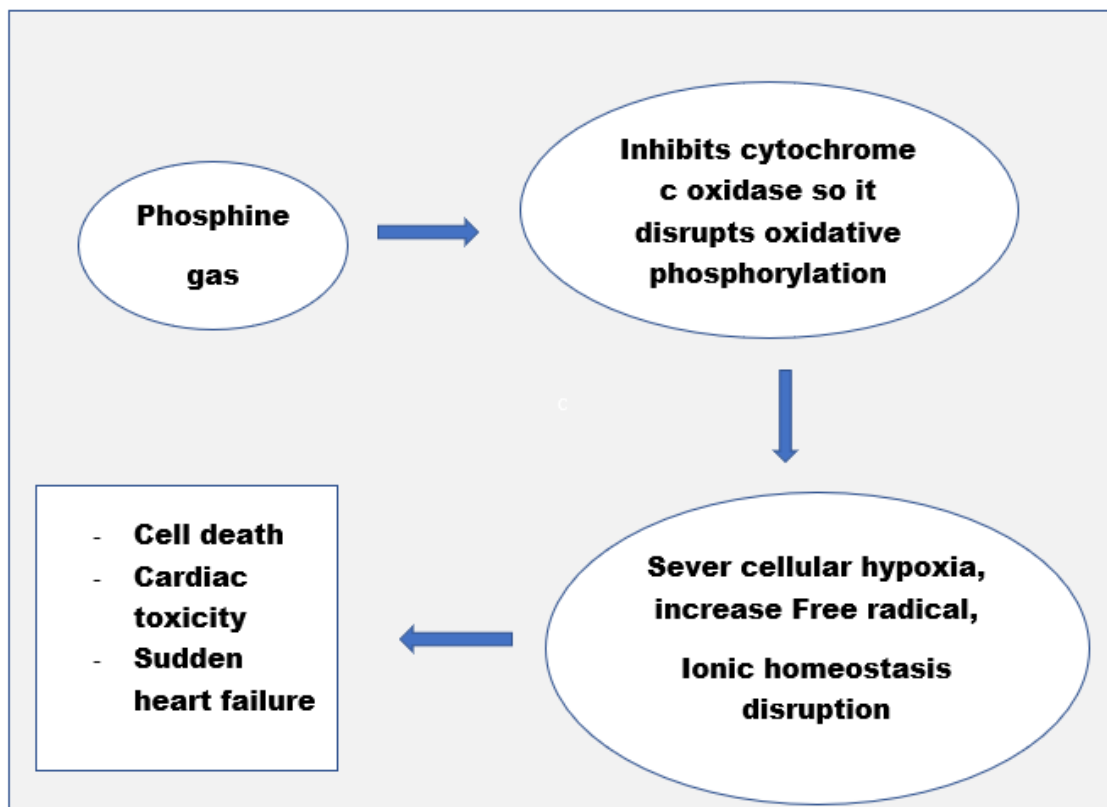 Phosphine
gas
Inhibits cytochrome
c oxidase so it
disrupts oxidative
phosphorylation
c
Sever cellular hypoxia,
increase Free radical,
Ionic homeostasis
disruption
- Cell death
- Cardiac
toxicity
- Sudden
heart failure